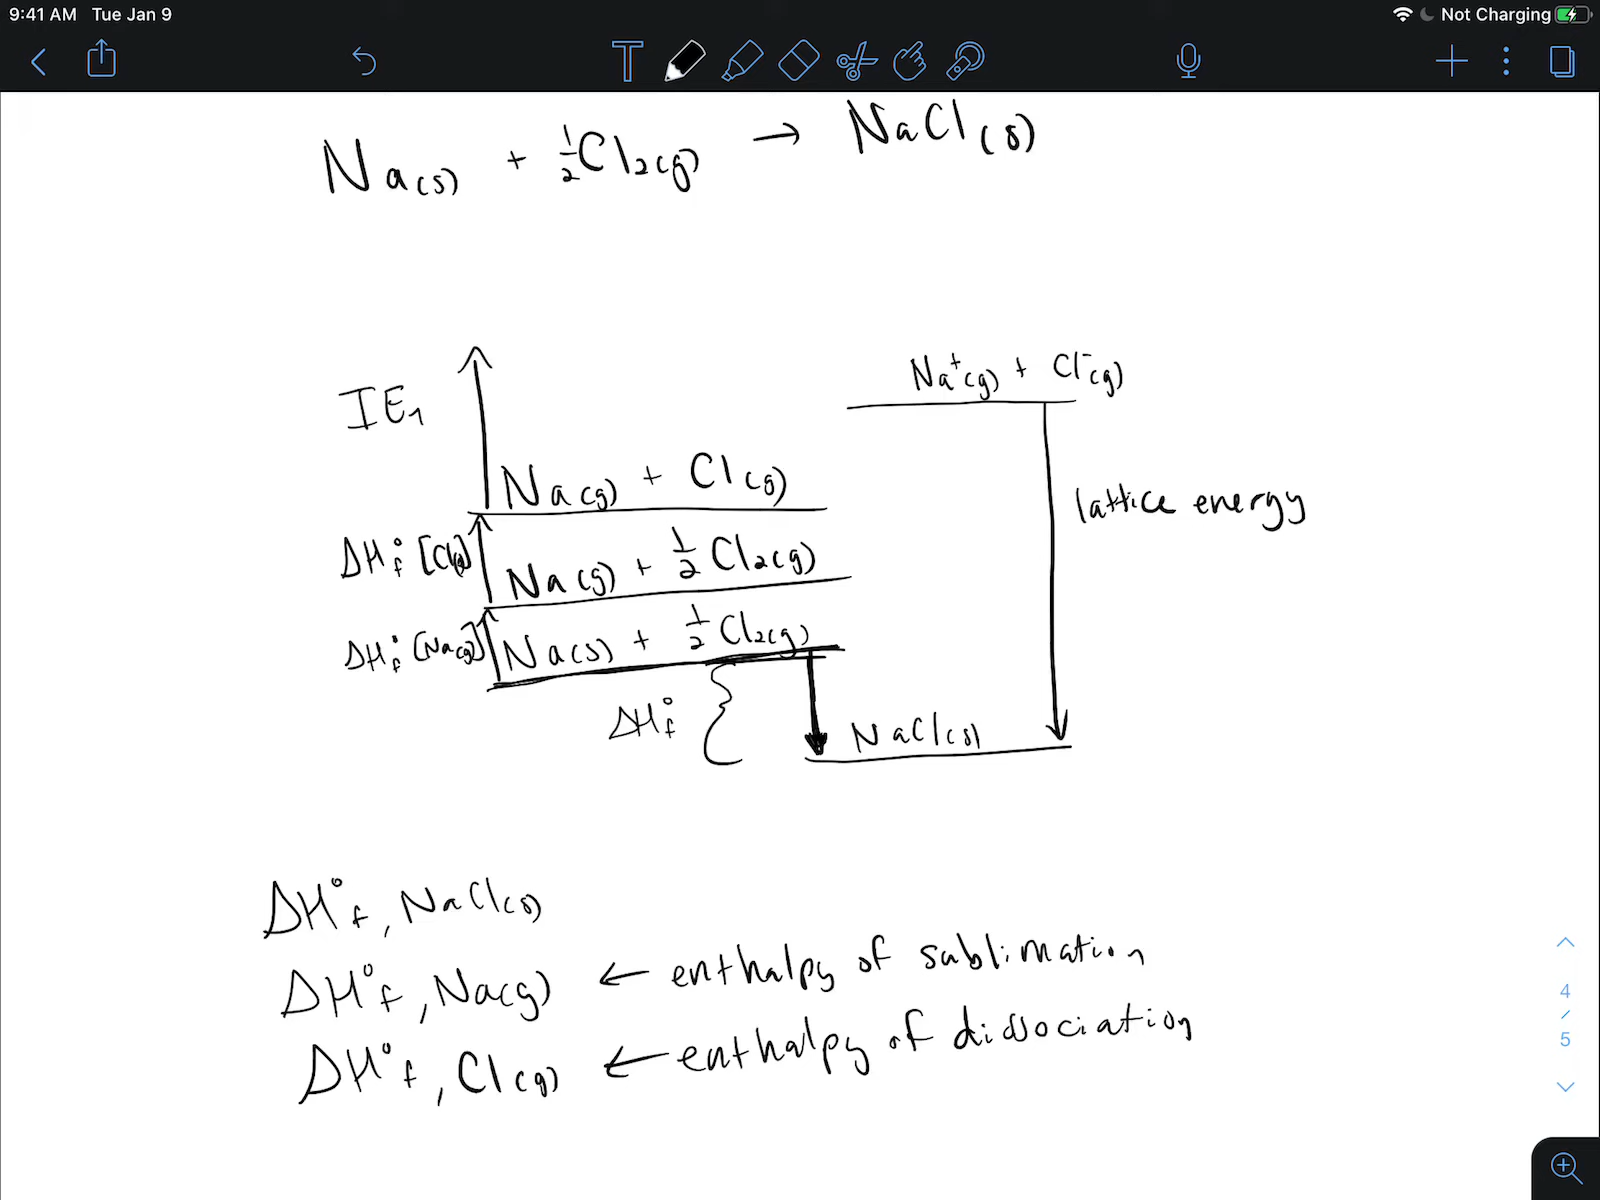 9:41 AM Tue Jan 9
Not Charging
T
Na(s) + ½Cl₂(g) → NaCl(s)
Na⁺(g) + Cl⁻(g)
IE₁
Na(g) + Cl(g)
lattice energy
ΔH°f [Cl(g)] Na(g) + ½Cl₂(g)
ΔH°f [Na(g)] Na(s) + ½Cl₂(g)
ΔH°f { NaCl(s)
ΔH°f, NaCl(s)
ΔH°f, Na(g) ← enthalpy of sublimation
ΔH°f, Cl(g) ← enthalpy of dissociation
4
/
5